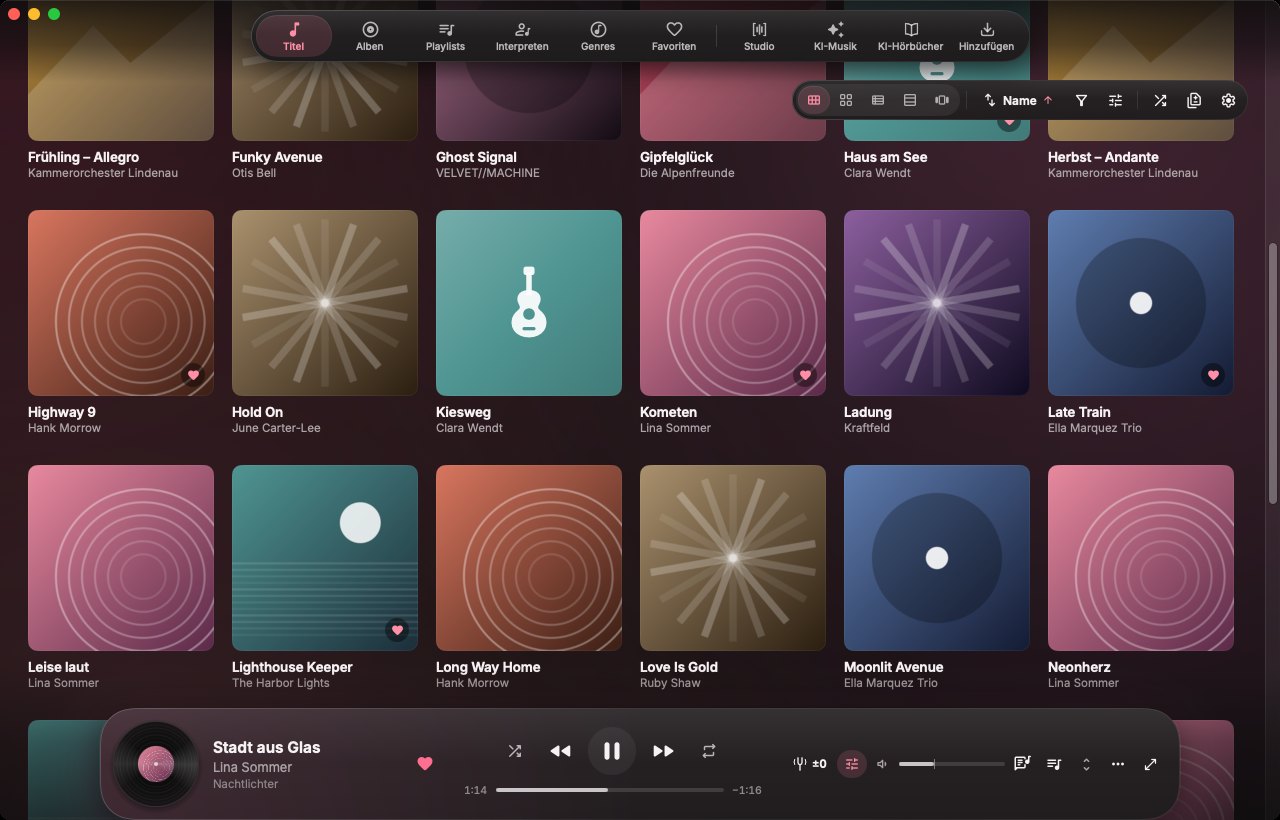 Titel
Alben
Playlists
Interpreten
Genres
Favoriten
Studio
KI-Musik
KI-Hörbücher
Hinzufügen
Name
Frühling – Allegro
Kammerorchester Lindenau
Funky Avenue
Otis Bell
Ghost Signal
VELVET//MACHINE
Gipfelglück
Die Alpenfreunde
Haus am See
Clara Wendt
Herbst – Andante
Kammerorchester Lindenau
Highway 9
Hank Morrow
Hold On
June Carter-Lee
Kiesweg
Clara Wendt
Kometen
Lina Sommer
Ladung
Kraftfeld
Late Train
Ella Marquez Trio
Leise laut
Lina Sommer
Lighthouse Keeper
The Harbor Lights
Long Way Home
Hank Morrow
Love Is Gold
Ruby Shaw
Moonlit Avenue
Ella Marquez Trio
Neonherz
Lina Sommer
Stadt aus Glas
Lina Sommer
Nachtlichter
1:14
−1:16
±0